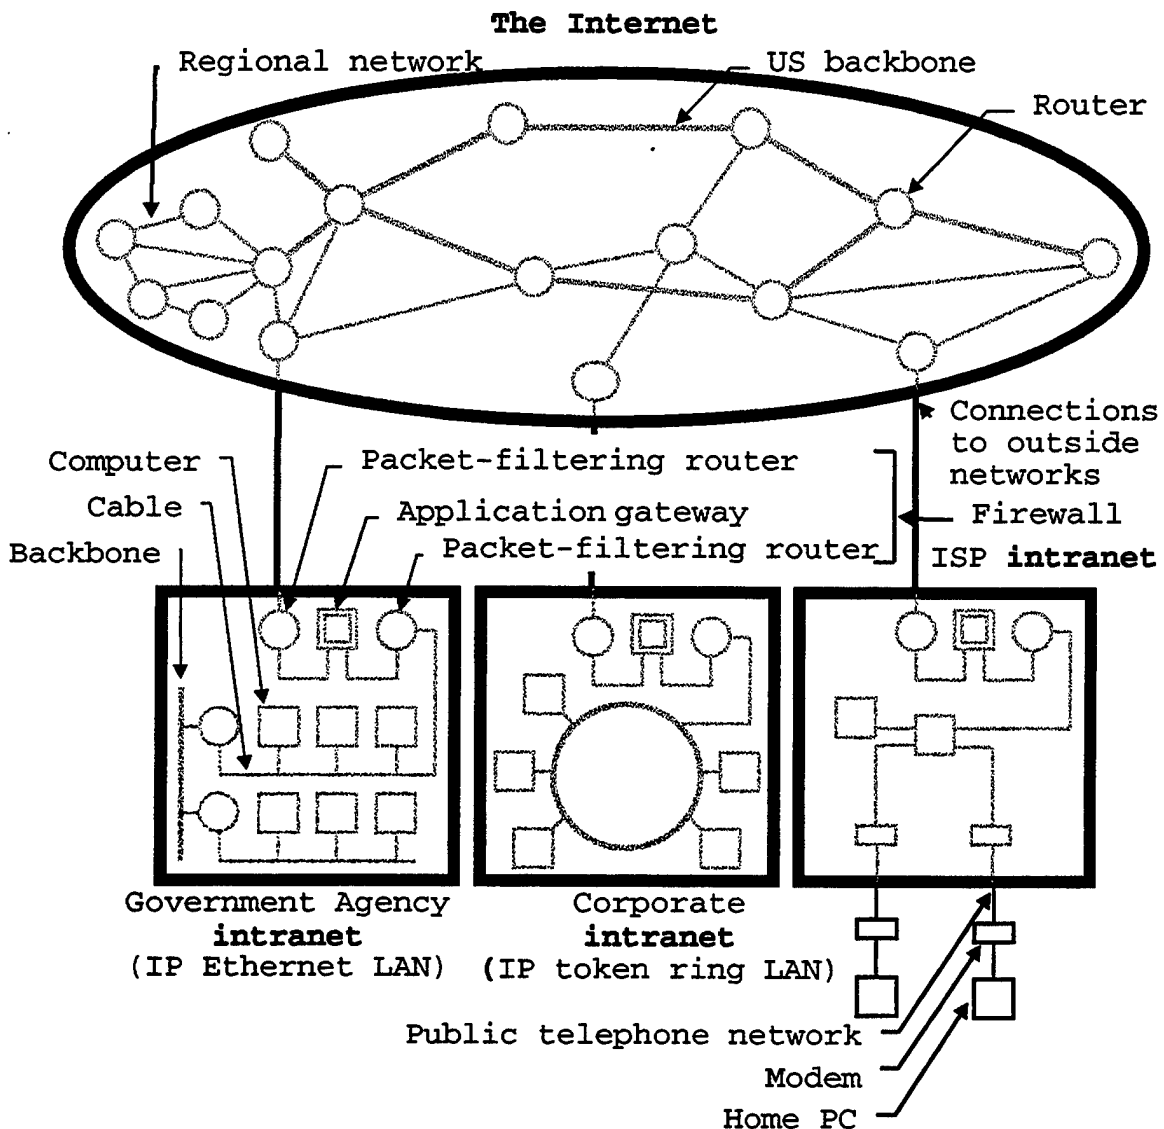 The Internet
Regional network
US backbone
Router
Connections
to outside
networks
Computer
Packet-filtering router
Cable
Application gateway
Firewall
Backbone
Packet-filtering router
ISP intranet
Government Agency
intranet
(IP Ethernet LAN)
Corporate
intranet
(IP token ring LAN)
Public telephone network
Modem
Home PC